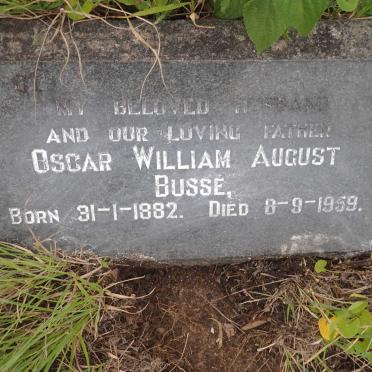 MY BELOVED HUSBAND
AND OUR LOVING FATHER
OSCAR WILLIAM AUGUST
BUSSE,
BORN 31-1-1882. DIED 8-9-1959.